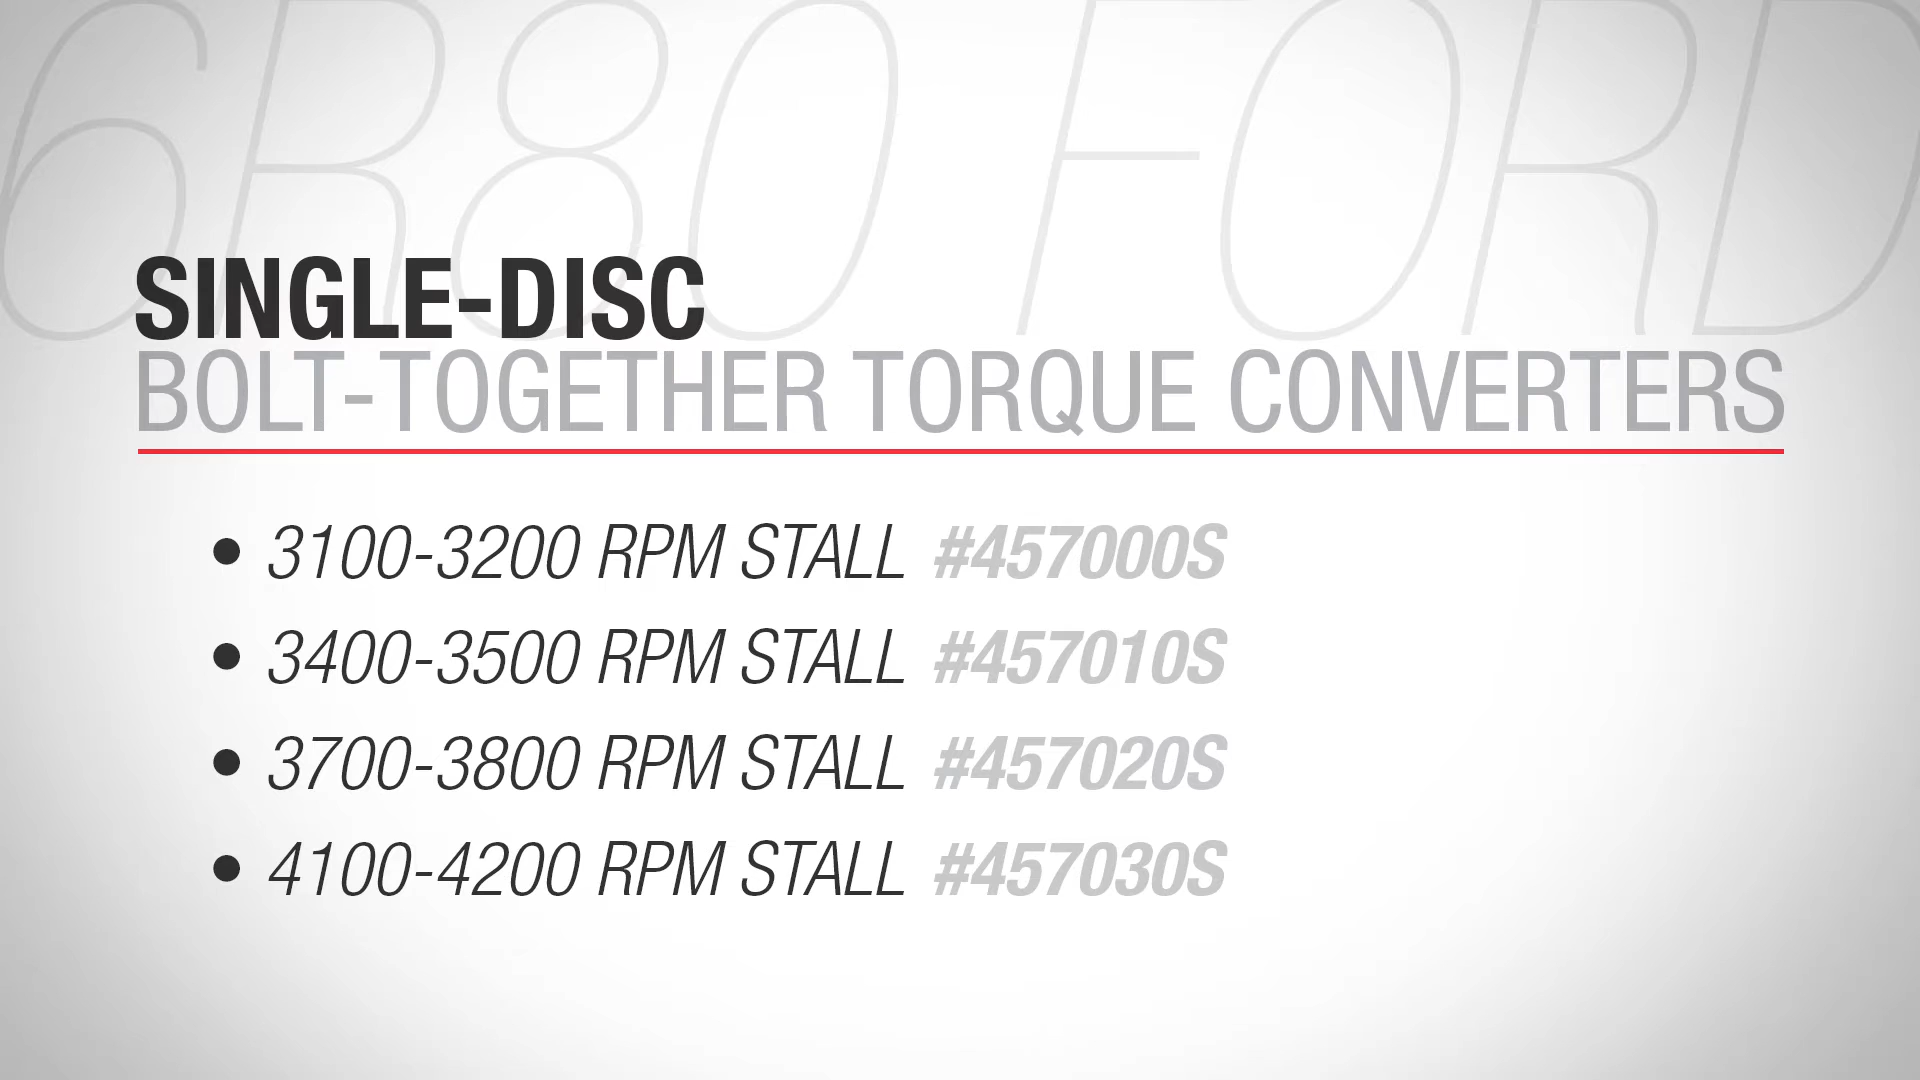 6R80 FORD
SINGLE-DISC
BOLT-TOGETHER TORQUE CONVERTERS
• 3100-3200 RPM STALL #457000S
• 3400-3500 RPM STALL #457010S
• 3700-3800 RPM STALL #457020S
• 4100-4200 RPM STALL #457030S